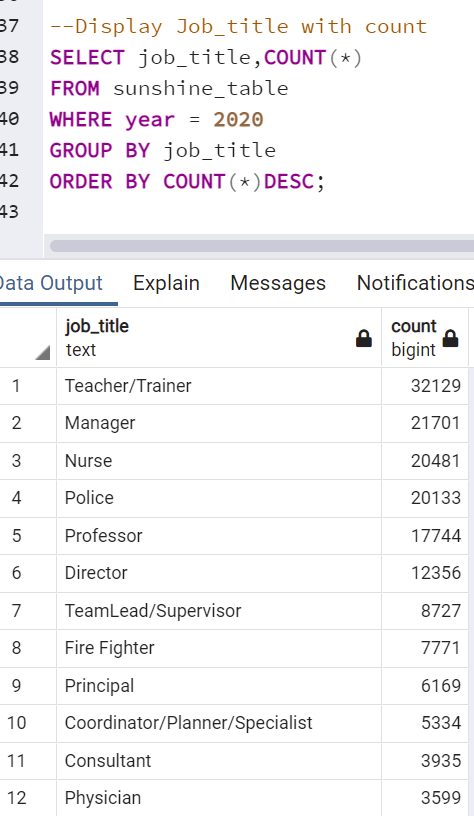 37 --Display Job_title with count
38 SELECT job_title,COUNT(*)
39 FROM sunshine_table
40 WHERE year = 2020
41 GROUP BY job_title
42 ORDER BY COUNT(*)DESC;
43
Data Output Explain Messages Notifications
job_title count
text bigint
1 Teacher/Trainer 32129
2 Manager 21701
3 Nurse 20481
4 Police 20133
5 Professor 17744
6 Director 12356
7 TeamLead/Supervisor 8727
8 Fire Fighter 7771
9 Principal 6169
10 Coordinator/Planner/Specialist 5334
11 Consultant 3935
12 Physician 3599